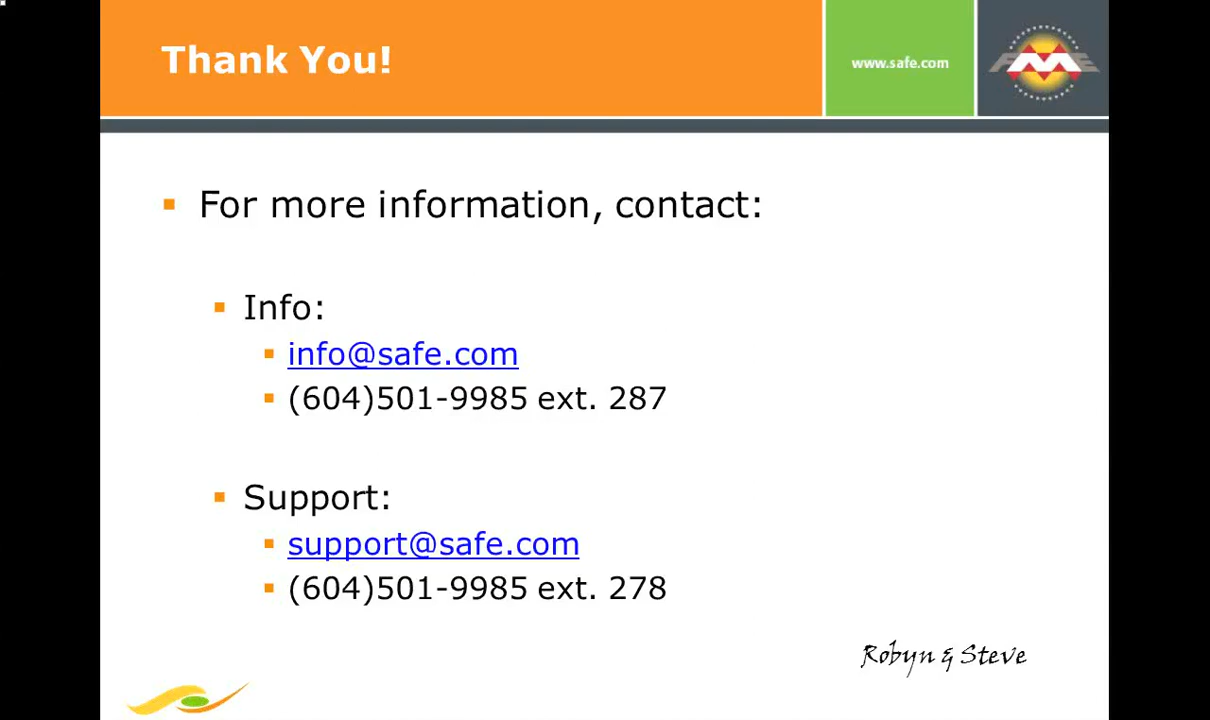 Thank You!
www.safe.com
FME
For more information, contact:
Info:
info@safe.com
(604)501-9985 ext. 287
Support:
support@safe.com
(604)501-9985 ext. 278
Robyn & Steve